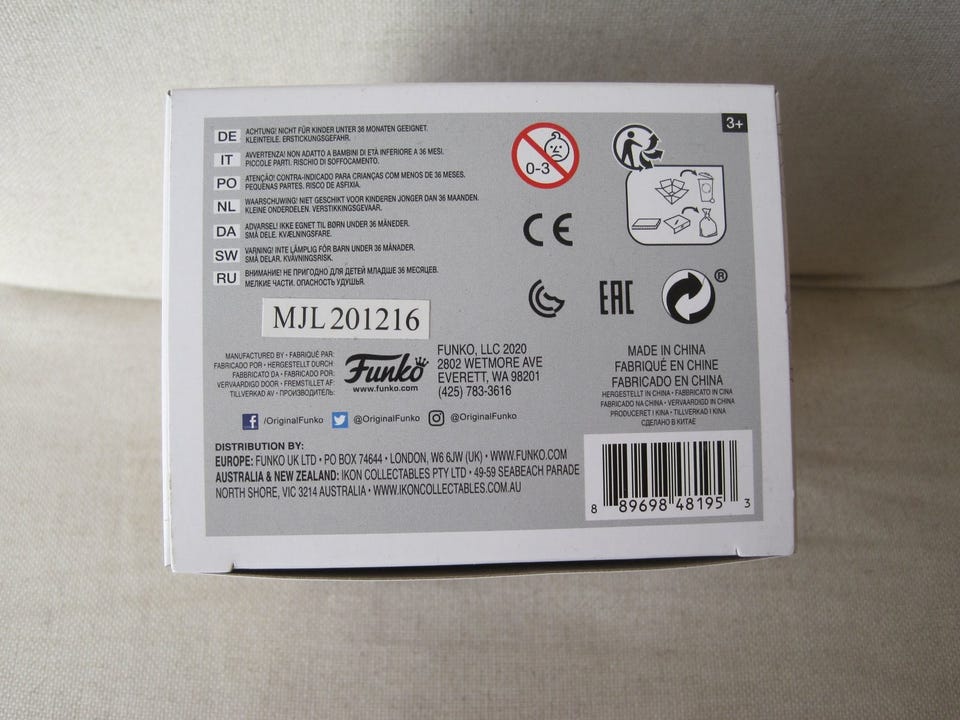 3+
DE ACHTUNG! NICHT FÜR KINDER UNTER 36 MONATEN GEEIGNET.
KLEINTEILE. ERSTICKUNGSGEFAHR.
IT AVVERTENZA! NON ADATTO A BAMBINI DI ETÀ INFERIORE A 36 MESI.
PICCOLE PARTI. RISCHIO DI SOFFOCAMENTO.
PO ATENÇÃO! CONTRA-INDICADO PARA CRIANÇAS COM MENOS DE 36 MESES.
PEQUENAS PARTES. RISCO DE ASFIXIA.
NL WAARSCHUWING! NIET GESCHIKT VOOR KINDEREN JONGER DAN 36 MAANDEN.
KLEINE ONDERDELEN. VERSTIKKINGSGEVAAR.
DA ADVARSEL! IKKE EGNET TIL BØRN UNDER 36 MÅNEDER.
SMÅ DELE. KVÆLNINGSFARE.
SW VARNING! INTE LÄMPLIG FÖR BARN UNDER 36 MÅNADER.
SMÅ DELAR. KVÄVNINGSRISK.
RU ВНИМАНИЕ! НЕ ПРИГОДНО ДЛЯ ДЕТЕЙ МЛАДШЕ 36 МЕСЯЦЕВ.
МЕЛКИЕ ЧАСТИ. ОПАСНОСТЬ УДУШЬЯ.
0-3
CE
EAC
®
MJL 201216
MANUFACTURED BY • FABRIQUÉ PAR:
FABRICADO POR • HERGESTELLT DURCH:
FABBRICATO DA • FABRICADO POR:
VERVAARDIGD DOOR • FREMSTILLET AF:
TILLVERKAD AV • ПРОИЗВОДИТЕЛЬ:
Funko
www.funko.com
FUNKO, LLC 2020
2802 WETMORE AVE
EVERETT, WA 98201
(425) 783-3616
MADE IN CHINA
FABRIQUÉ EN CHINE
FABRICADO EN CHINA
HERGESTELLT IN CHINA • FABBRICATO IN CINA
FABRICADO NA CHINA • VERVAARDIGD IN CHINA
PRODUCERET I KINA • TILLVERKAD I KINA
СДЕЛАНО В КИТАЕ
f /OriginalFunko @OriginalFunko @OriginalFunko
DISTRIBUTION BY:
EUROPE: FUNKO UK LTD • PO BOX 74644 • LONDON, W6 6JW (UK) • WWW.FUNKO.COM
AUSTRALIA & NEW ZEALAND: IKON COLLECTABLES PTY LTD • 49-59 SEABEACH PARADE
NORTH SHORE, VIC 3214 AUSTRALIA • WWW.IKONCOLLECTABLES.COM.AU
8 89698 48195 3